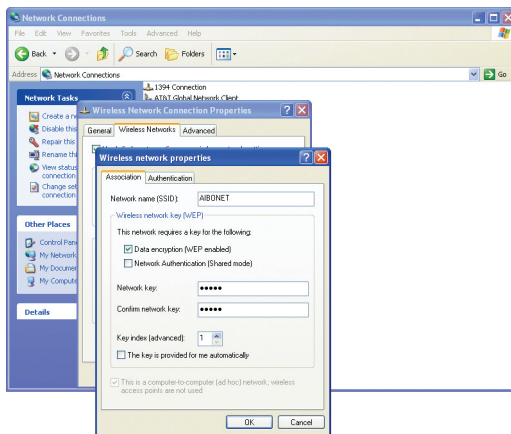 Network Connections
File Edit View Favorites Tools Advanced Help
Back Search Folders
Address Network Connections Go
Network Tasks
Create a n
Disable this
Repair this
Rename thi
View status
connection
Change set
connection
Other Places
Control Pan
My Network
My Documen
My Compute
Details
1394 Connection
AT&T Global Network Client
Wireless Network Connection Properties
General Wireless Networks Advanced
Wireless network properties
Association Authentication
Network name (SSID): AIBONET
Wireless network key (WEP)
This network requires a key for the following:
Data encryption (WEP enabled)
Network Authentication (Shared mode)
Network key: •••••
Confirm network key: •••••
Key index (advanced): 1
The key is provided for me automatically
This is a computer-to-computer (ad hoc) network; wireless
access points are not used
OK Cancel